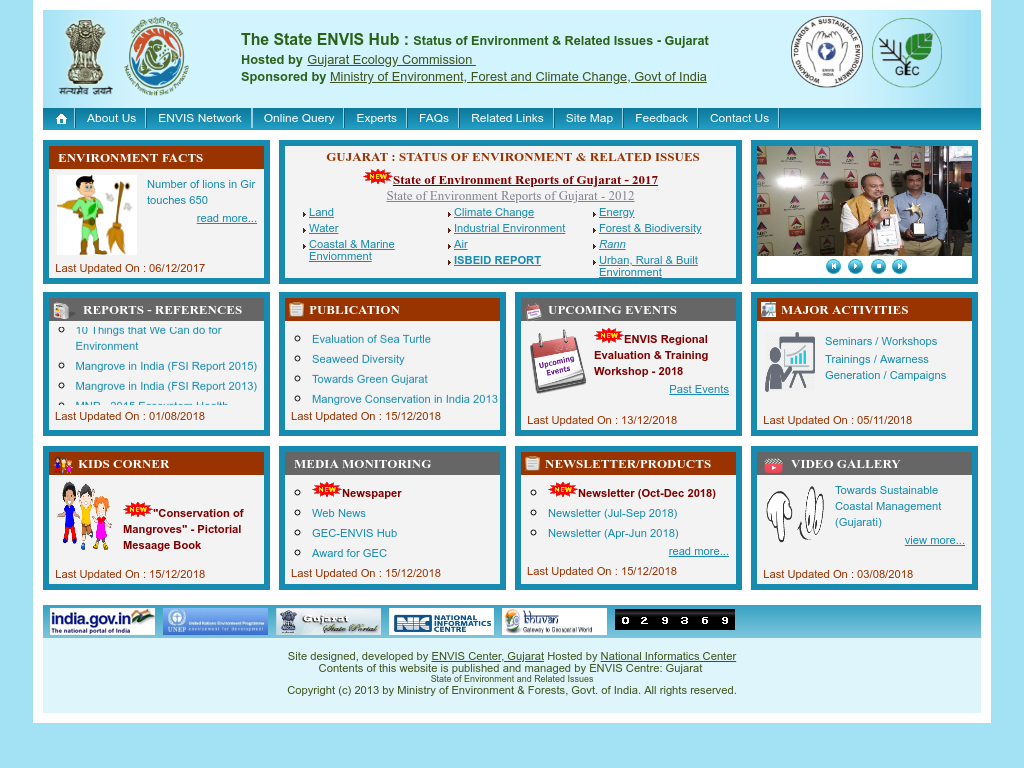 The State ENVIS Hub : Status of Environment & Related Issues - Gujarat
Hosted by Gujarat Ecology Commission
Sponsored by Ministry of Environment, Forest and Climate Change, Govt of India
सत्यमेव जयते
WORKING TOWARDS A SUSTAINABLE ENVIRONMENT
ENVIS
INDIA
GEC
About Us
ENVIS Network
Online Query
Experts
FAQs
Related Links
Site Map
Feedback
Contact Us
ENVIRONMENT FACTS
Number of lions in Gir
touches 650
read more...
Last Updated On : 06/12/2017
GUJARAT : STATUS OF ENVIRONMENT & RELATED ISSUES
NEW State of Environment Reports of Gujarat - 2017
State of Environment Reports of Gujarat - 2012
Land
Climate Change
Energy
Water
Industrial Environment
Forest & Biodiversity
Coastal & Marine
Enviornment
Air
Rann
ISBEID REPORT
Urban, Rural & Built
Environment
REPORTS - REFERENCES
10 Things that We Can do for
Environment
Mangrove in India (FSI Report 2015)
Mangrove in India (FSI Report 2013)
MNP - 2015 Ecosystem Health
Last Updated On : 01/08/2018
PUBLICATION
Evaluation of Sea Turtle
Seaweed Diversity
Towards Green Gujarat
Mangrove Conservation in India 2013
Last Updated On : 15/12/2018
UPCOMING EVENTS
Upcoming
Events
NEW ENVIS Regional
Evaluation & Training
Workshop - 2018
Past Events
Last Updated On : 13/12/2018
MAJOR ACTIVITIES
Seminars / Workshops
Trainings / Awarness
Generation / Campaigns
Last Updated On : 05/11/2018
KIDS CORNER
NEW "Conservation of
Mangroves" - Pictorial
Mesaage Book
Last Updated On : 15/12/2018
MEDIA MONITORING
NEW Newspaper
Web News
GEC-ENVIS Hub
Award for GEC
Last Updated On : 15/12/2018
NEWSLETTER/PRODUCTS
NEW Newsletter (Oct-Dec 2018)
Newsletter (Jul-Sep 2018)
Newsletter (Apr-Jun 2018)
read more...
Last Updated On : 15/12/2018
VIDEO GALLERY
Towards Sustainable
Coastal Management
(Gujarati)
view more...
Last Updated On : 03/08/2018
india.gov.in
The national portal of India
United Nations Environment Programme
UNEP environment for development
Gujarat
State Portal
NIC NATIONAL
INFORMATICS
CENTRE
bhuvan
Gateway to Geospatial World
0 2 9 3 6 9
Site designed, developed by ENVIS Center, Gujarat Hosted by National Informatics Center
Contents of this website is published and managed by ENVIS Centre: Gujarat
State of Environment and Related Issues
Copyright (c) 2013 by Ministry of Environment & Forests, Govt. of India. All rights reserved.